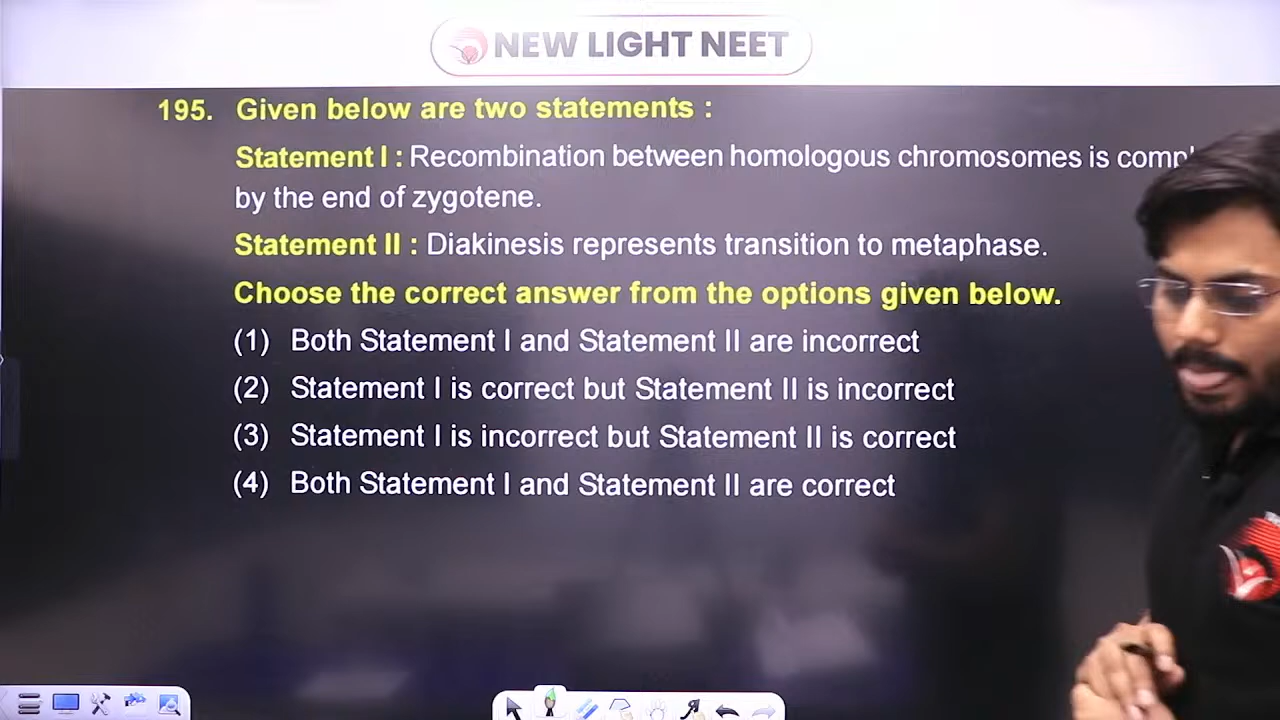 NEW LIGHT NEET
195. Given below are two statements :
Statement I : Recombination between homologous chromosomes is
by the end of zygotene.
Statement II : Diakinesis represents transition to metaphase.
Choose the correct answer from the options given below.
(1) Both Statement I and Statement II are incorrect
(2) Statement I is correct but Statement II is incorrect
(3) Statement I is incorrect but Statement II is correct
(4) Both Statement I and Statement II are correct